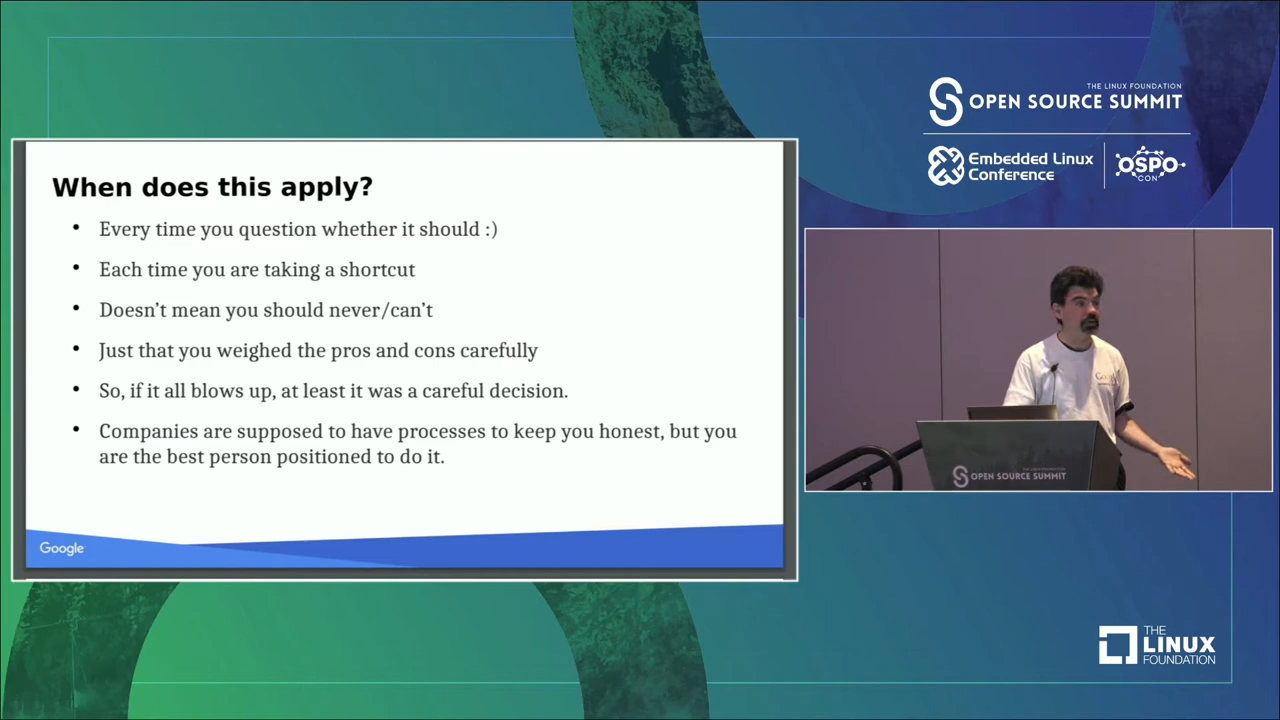 THE LINUX FOUNDATION
OPEN SOURCE SUMMIT
Embedded Linux
Conference
OSPO
CON
When does this apply?
• Every time you question whether it should :)
• Each time you are taking a shortcut
• Doesn’t mean you should never/can’t
• Just that you weighed the pros and cons carefully
• So, if it all blows up, at least it was a careful decision.
• Companies are supposed to have processes to keep you honest, but you
are the best person positioned to do it.
Google
Google
OPEN SOURCE SUMMIT
THE
LINUX
FOUNDATION